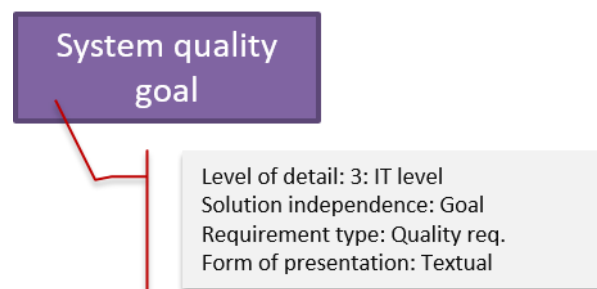 System quality
goal
Level of detail: 3: IT level
Solution independence: Goal
Requirement type: Quality req.
Form of presentation: Textual